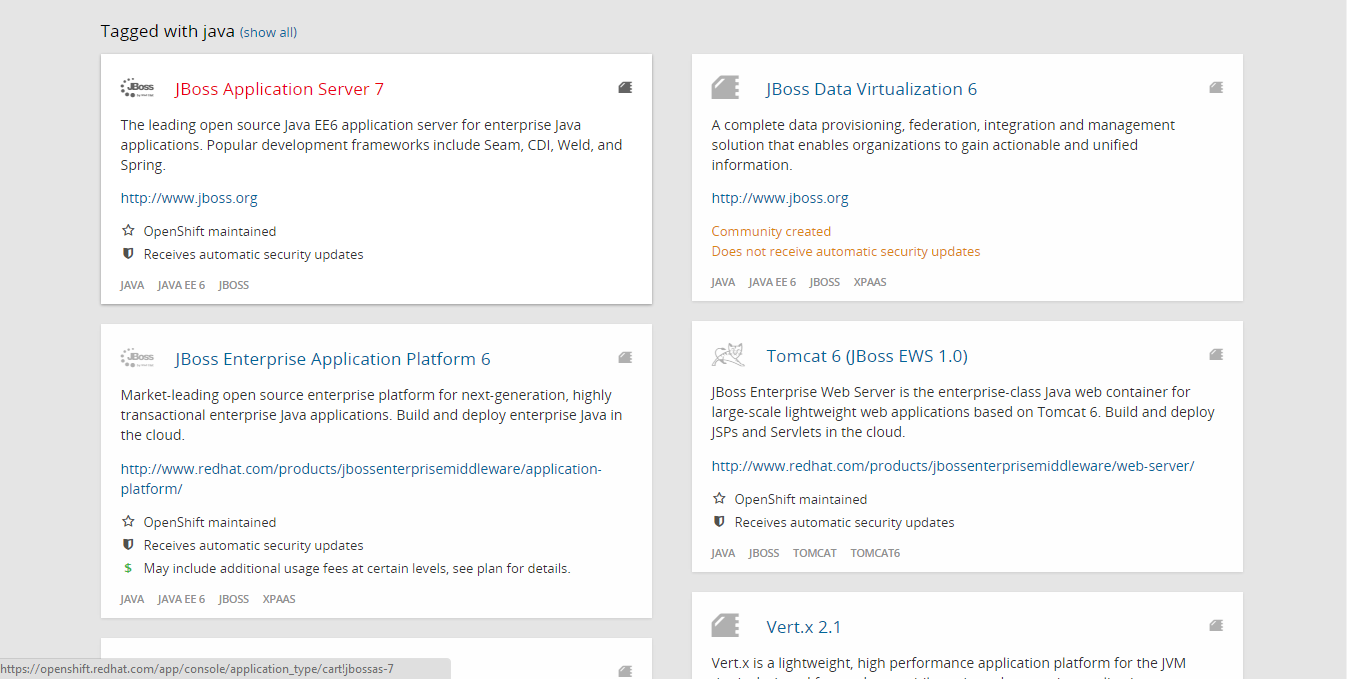 Tagged with java (show all)
JBoss
JBoss Application Server 7
The leading open source Java EE6 application server for enterprise Java
applications. Popular development frameworks include Seam, CDI, Weld, and
Spring.
http://www.jboss.org
OpenShift maintained
Receives automatic security updates
JAVA JAVA EE 6 JBOSS
JBoss
JBoss Enterprise Application Platform 6
Market-leading open source enterprise platform for next-generation, highly
transactional enterprise Java applications. Build and deploy enterprise Java in
the cloud.
http://www.redhat.com/products/jbossenterprisemiddleware/application-
platform/
OpenShift maintained
Receives automatic security updates
$ May include additional usage fees at certain levels, see plan for details.
JAVA JAVA EE 6 JBOSS XPAAS
JBoss Data Virtualization 6
A complete data provisioning, federation, integration and management
solution that enables organizations to gain actionable and unified
information.
http://www.jboss.org
Community created
Does not receive automatic security updates
JAVA JAVA EE 6 JBOSS XPAAS
Tomcat 6 (JBoss EWS 1.0)
JBoss Enterprise Web Server is the enterprise-class Java web container for
large-scale lightweight web applications based on Tomcat 6. Build and deploy
JSPs and Servlets in the cloud.
http://www.redhat.com/products/jbossenterprisemiddleware/web-server/
OpenShift maintained
Receives automatic security updates
JAVA JBOSS TOMCAT TOMCAT6
Vert.x 2.1
Vert.x is a lightweight, high performance application platform for the JVM
https://openshift.redhat.com/app/console/application_type/cart!jbossas-7